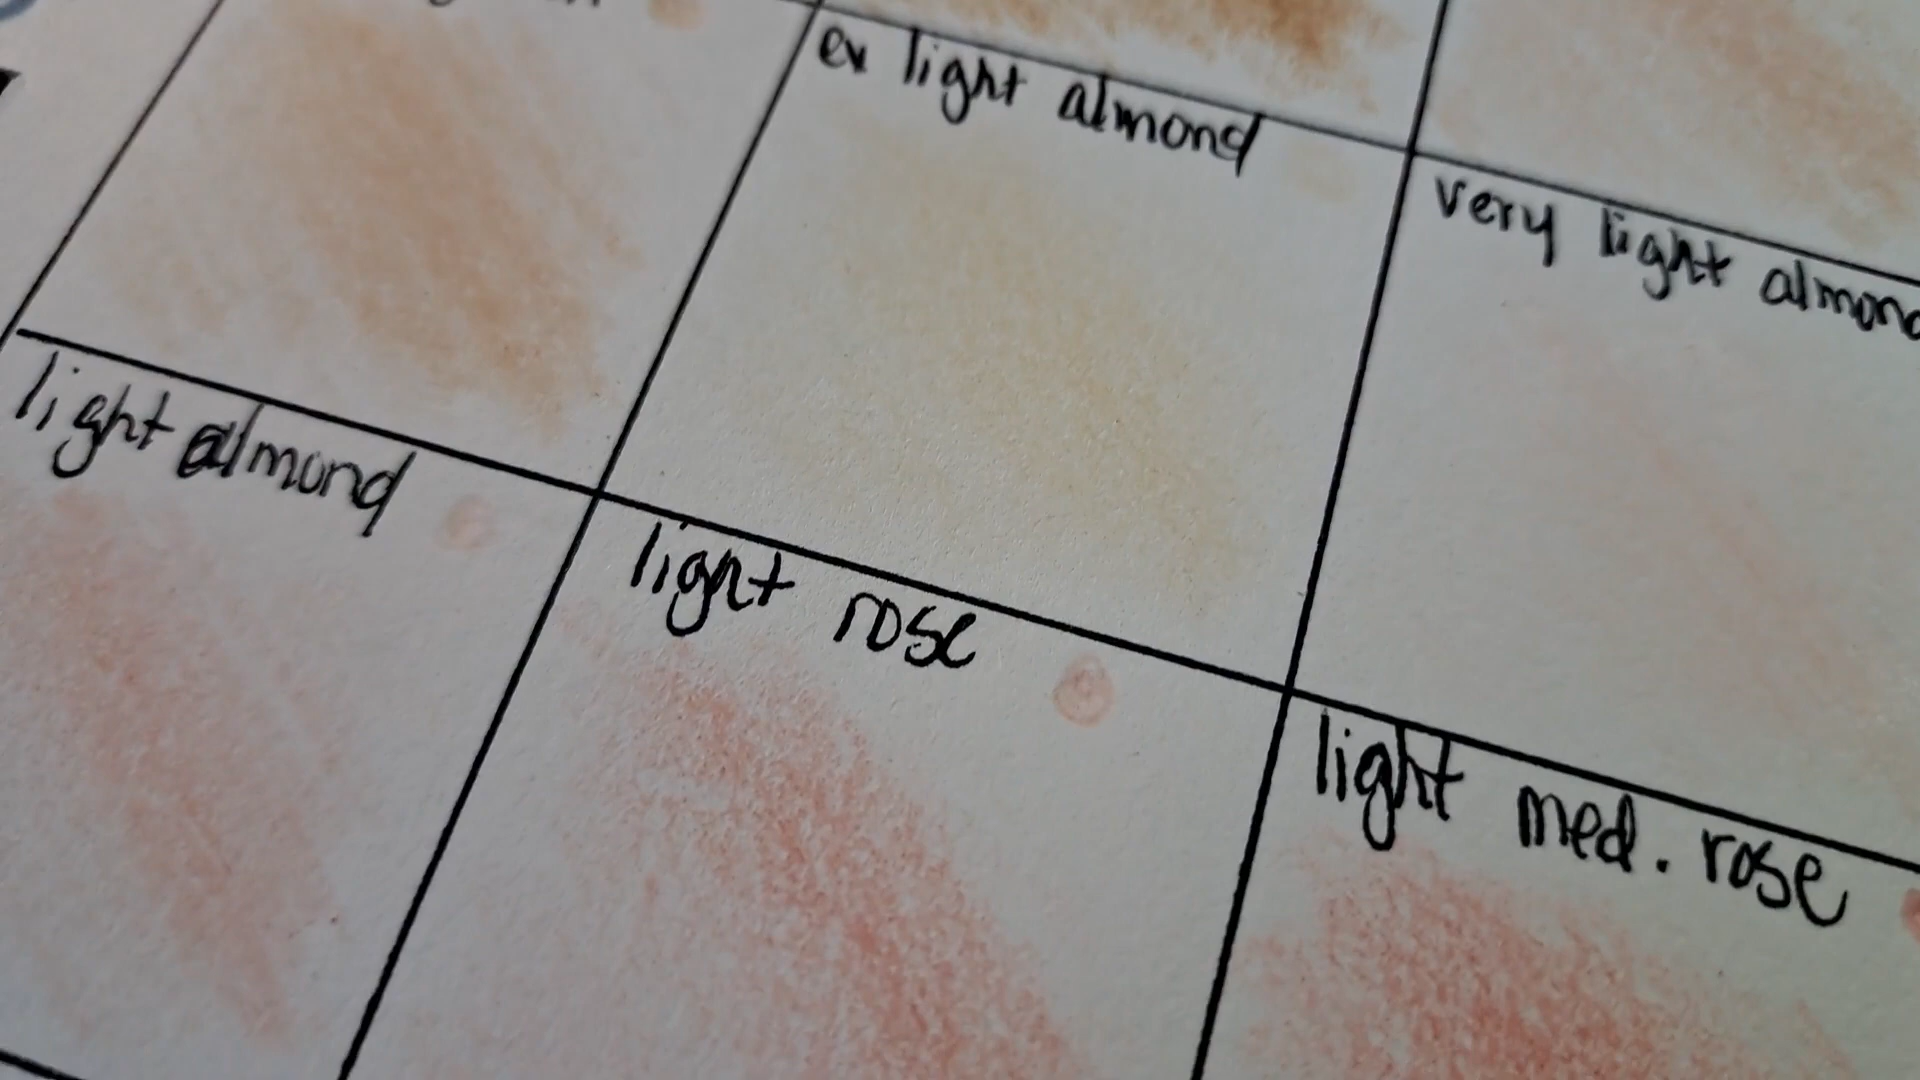 ex light almond
very light almond
light almond
light rose
light med. rose